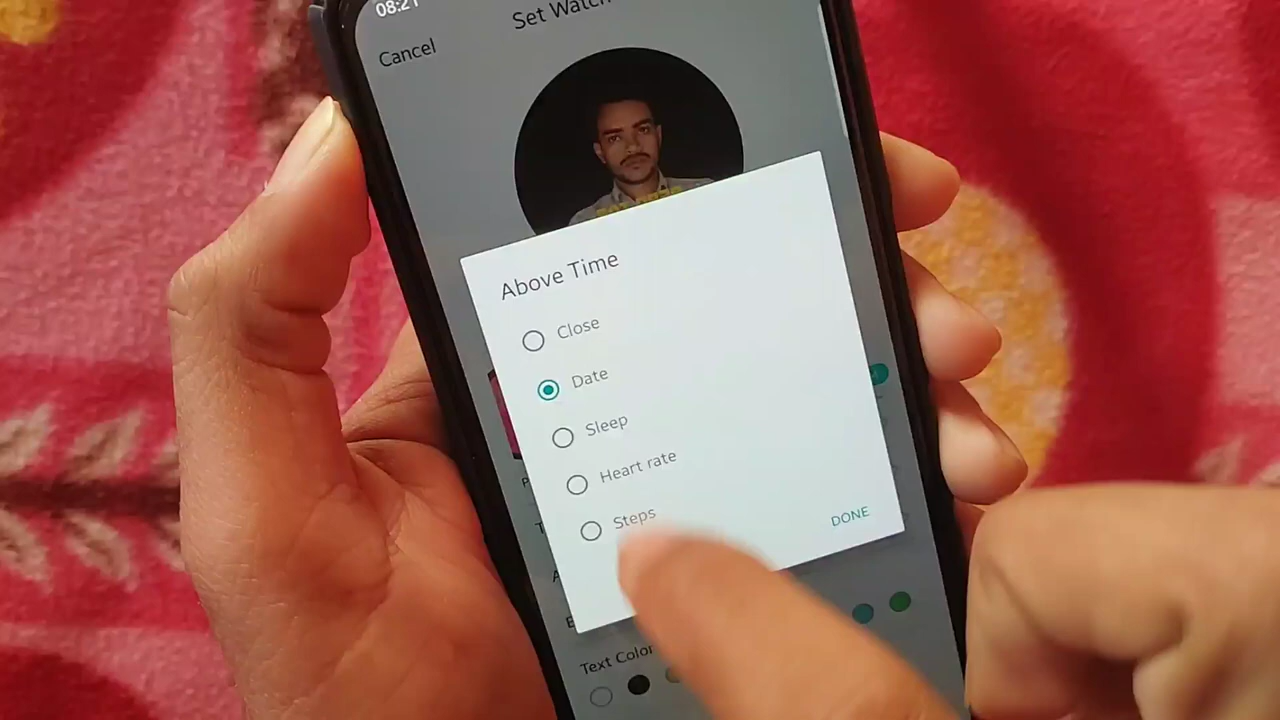 08:21
Set Watch
Cancel
Above Time
Close
Date
Sleep
Heart rate
Steps
DONE
Text Color